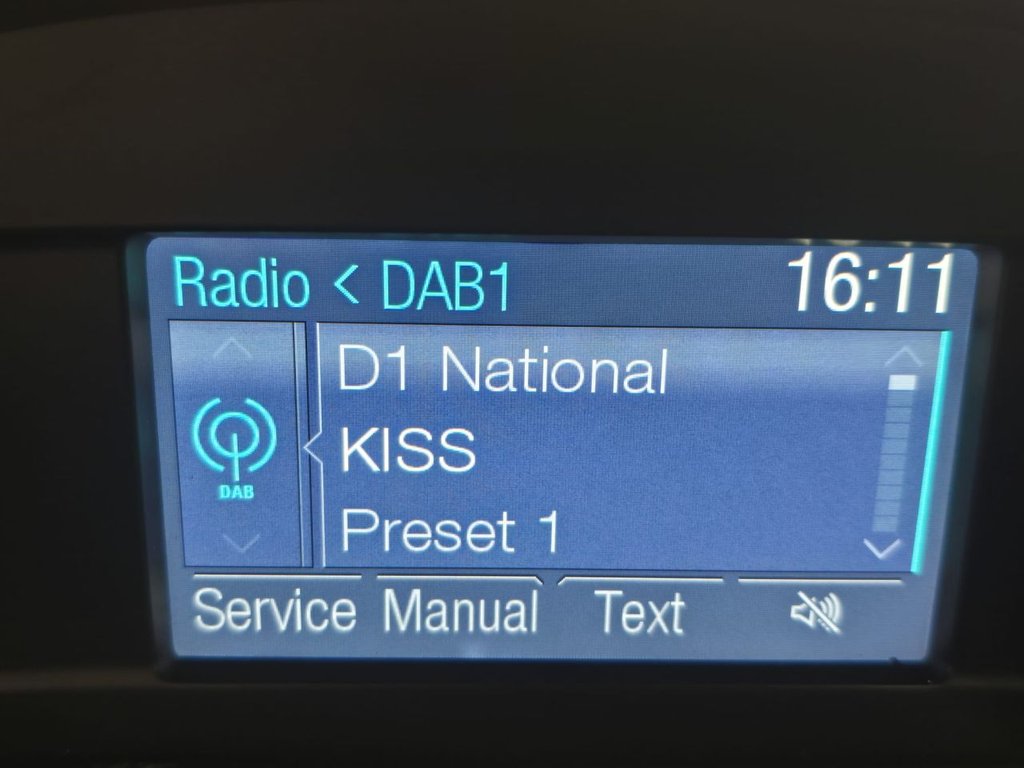 Radio < DAB1 16:11
D1 National
KISS
DAB
Preset 1
Service Manual Text